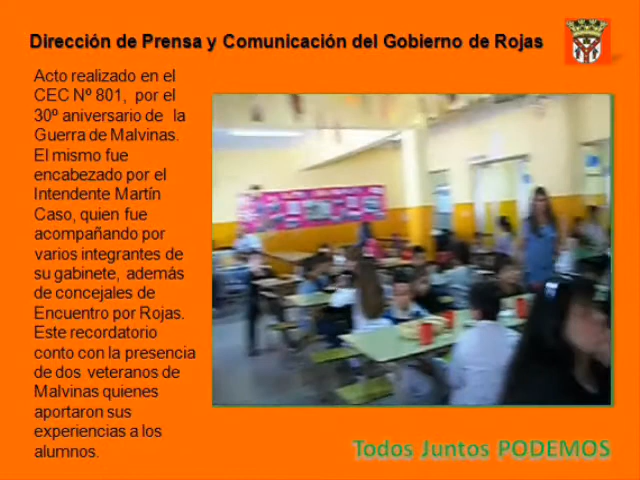 Dirección de Prensa y Comunicación del Gobierno de Rojas
Acto realizado en el
CEC Nº 801, por el
30º aniversario de la
Guerra de Malvinas.
El mismo fue
encabezado por el
Intendente Martín
Caso, quien fue
acompañando por
varios integrantes de
su gabinete, además
de concejales de
Encuentro por Rojas.
Este recordatorio
conto con la presencia
de dos veteranos de
Malvinas quienes
aportaron sus
experiencias a los
alumnos.
Todos Juntos PODEMOS